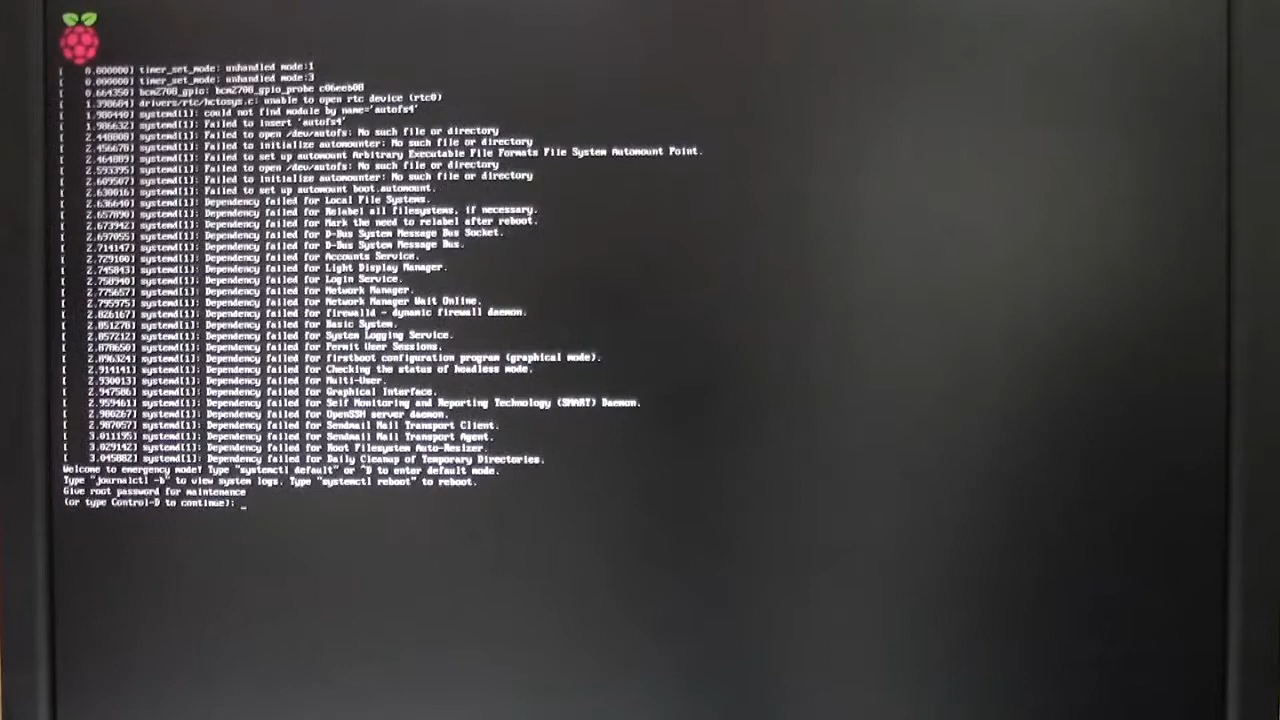 [    0.000000] timer_set_mode: unhandled mode:1
[    0.000000] timer_set_mode: unhandled mode:3
[    0.664350] bcm2708_gpio: bcm2708_gpio_probe c06eeb08
[    1.398684] drivers/rtc/hctosys.c: unable to open rtc device (rtc0)
[    1.980440] systemd[1]: could not find module by name='autofs4'
[    1.986632] systemd[1]: Failed to insert 'autofs4'
[    2.448808] systemd[1]: Failed to open /dev/autofs: No such file or directory
[    2.456678] systemd[1]: Failed to initialize automounter: No such file or directory
[    2.464889] systemd[1]: Failed to set up automount Arbitrary Executable File Formats File System Automount Point.
[    2.593395] systemd[1]: Failed to open /dev/autofs: No such file or directory
[    2.609507] systemd[1]: Failed to initialize automounter: No such file or directory
[    2.630016] systemd[1]: Failed to set up automount boot.automount.
[    2.636640] systemd[1]: Dependency failed for Local File Systems.
[    2.657890] systemd[1]: Dependency failed for Relabel all filesystems, if necessary.
[    2.673942] systemd[1]: Dependency failed for Mark the need to relabel after reboot.
[    2.697055] systemd[1]: Dependency failed for D-Bus System Message Bus Socket.
[    2.714147] systemd[1]: Dependency failed for D-Bus System Message Bus.
[    2.729100] systemd[1]: Dependency failed for Accounts Service.
[    2.745843] systemd[1]: Dependency failed for Light Display Manager.
[    2.758940] systemd[1]: Dependency failed for Login Service.
[    2.775657] systemd[1]: Dependency failed for Network Manager.
[    2.795975] systemd[1]: Dependency failed for Network Manager Wait Online.
[    2.826167] systemd[1]: Dependency failed for firewalld - dynamic firewall daemon.
[    2.851278] systemd[1]: Dependency failed for Basic System.
[    2.857212] systemd[1]: Dependency failed for System Logging Service.
[    2.878650] systemd[1]: Dependency failed for Permit User Sessions.
[    2.896324] systemd[1]: Dependency failed for firstboot configuration program (graphical mode).
[    2.914141] systemd[1]: Dependency failed for Checking the status of headless mode.
[    2.930013] systemd[1]: Dependency failed for Multi-User.
[    2.947586] systemd[1]: Dependency failed for Graphical Interface.
[    2.959461] systemd[1]: Dependency failed for Self Monitoring and Reporting Technology (SMART) Daemon.
[    2.980267] systemd[1]: Dependency failed for OpenSSH server daemon.
[    2.987057] systemd[1]: Dependency failed for Sendmail Mail Transport Client.
[    3.011195] systemd[1]: Dependency failed for Sendmail Mail Transport Agent.
[    3.029142] systemd[1]: Dependency failed for Root Filesystem Auto-Resizer.
[    3.045882] systemd[1]: Dependency failed for Daily Cleanup of Temporary Directories.
Welcome to emergency mode! Type "systemctl default" or ^D to enter default mode.
Type "journalctl -b" to view system logs. Type "systemctl reboot" to reboot.
Give root password for maintenance
(or type Control-D to continue): _